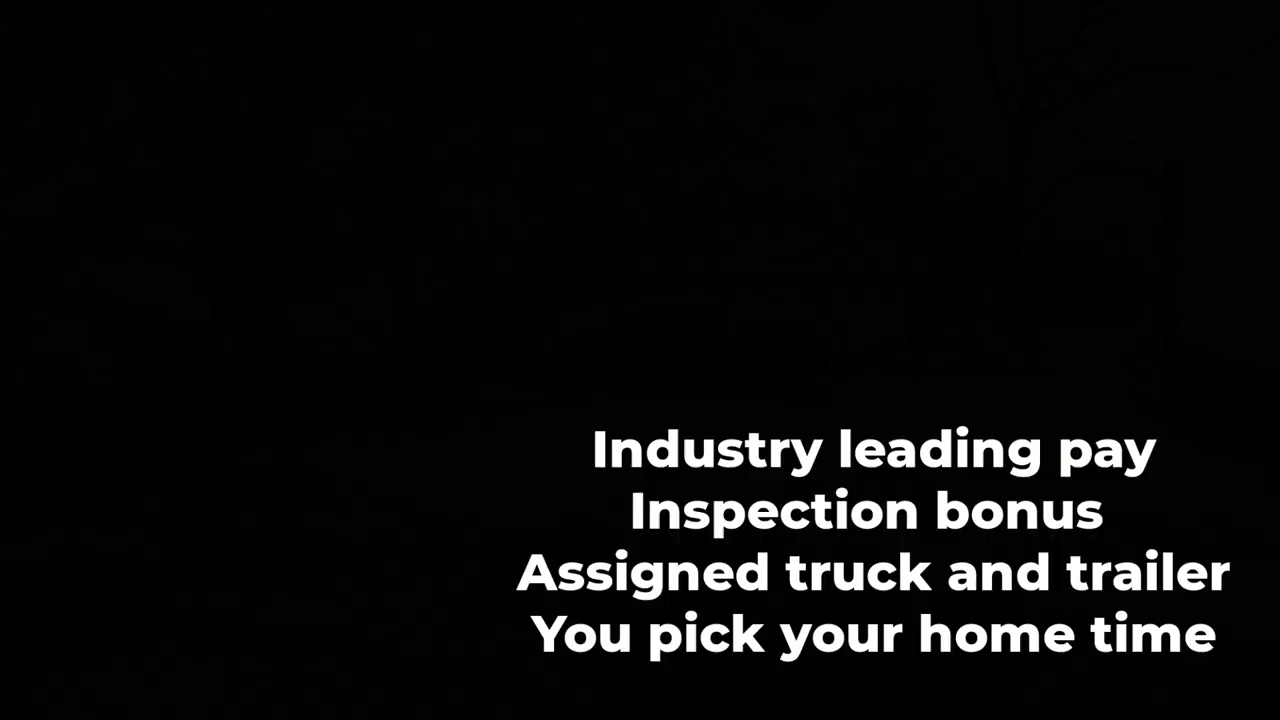 Industry leading pay
Inspection bonus
Assigned truck and trailer
You pick your home time